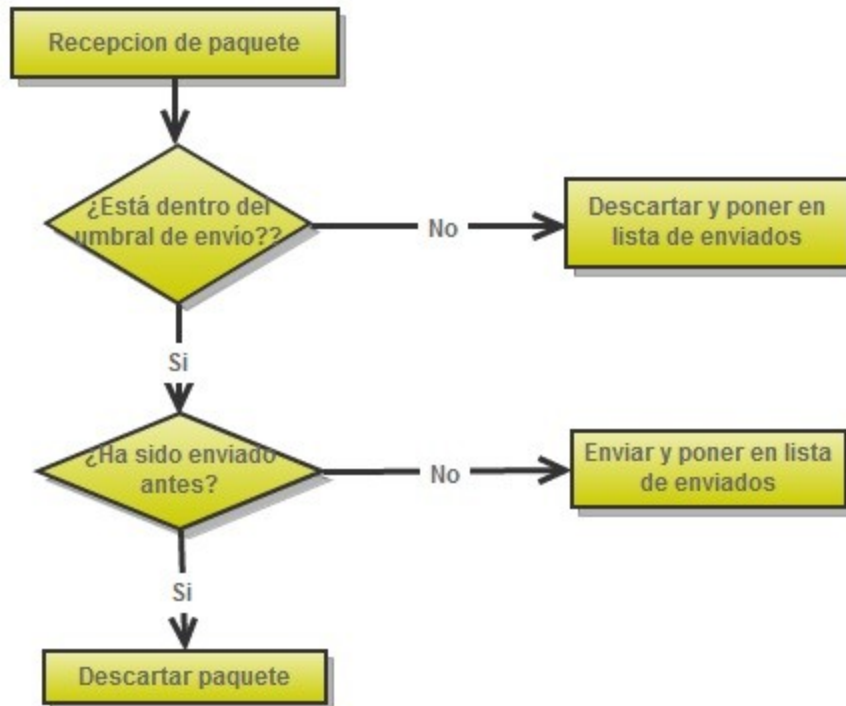 Recepcion de paquete
¿Está dentro del
umbral de envío??
No
Descartar y poner en
lista de enviados
Si
¿Ha sido enviado
antes?
No
Enviar y poner en lista
de enviados
Si
Descartar paquete